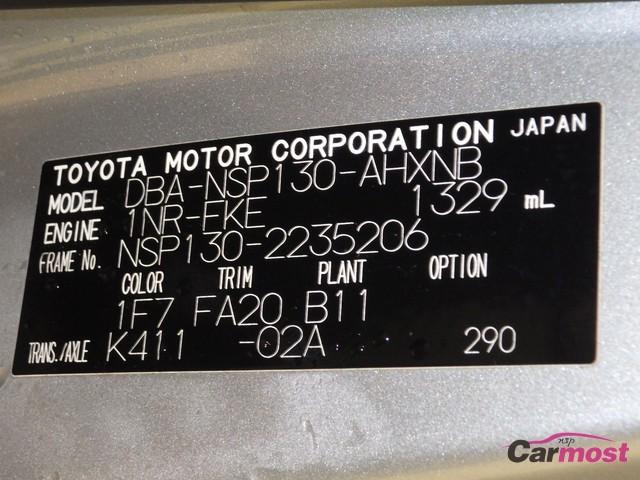 TOYOTA MOTOR CORPORATION JAPAN
MODEL DBA-NSP130-AHXNB
ENGINE 1NR-FKE 1329 mL
FRAME No. NSP130-2235206
COLOR TRIM PLANT OPTION
1F7 FA20 B11
TRANS./AXLE K411 -02A 290
nsp
Carmost